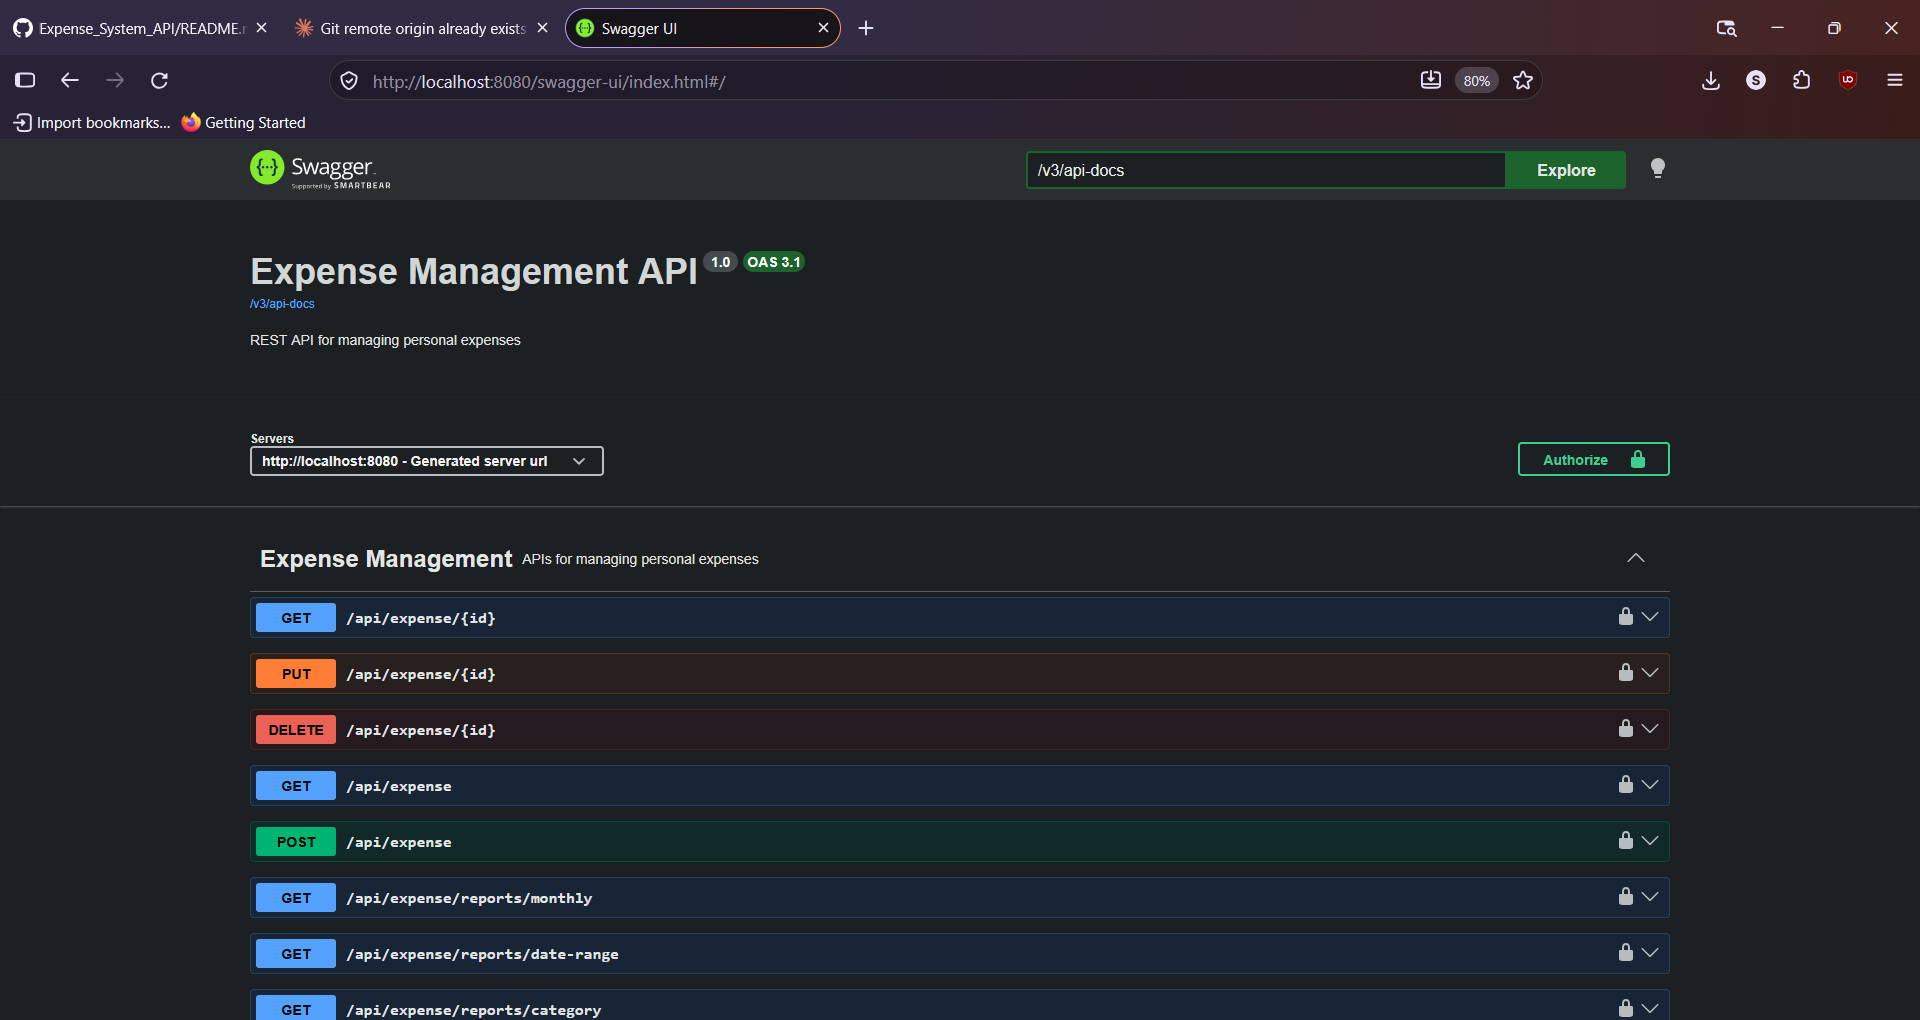 Expense_System_API/README.
Git remote origin already exists
Swagger UI
http://localhost:8080/swagger-ui/index.html#/
80%
S
Import bookmarks...
Getting Started
Swagger
Supported by SMARTBEAR
/v3/api-docs
Explore
Expense Management API 1.0 OAS 3.1
/v3/api-docs
REST API for managing personal expenses
Servers
http://localhost:8080 - Generated server url
Authorize
Expense Management APIs for managing personal expenses
GET /api/expense/{id}
PUT /api/expense/{id}
DELETE /api/expense/{id}
GET /api/expense
POST /api/expense
GET /api/expense/reports/monthly
GET /api/expense/reports/date-range
GET /api/expense/reports/category